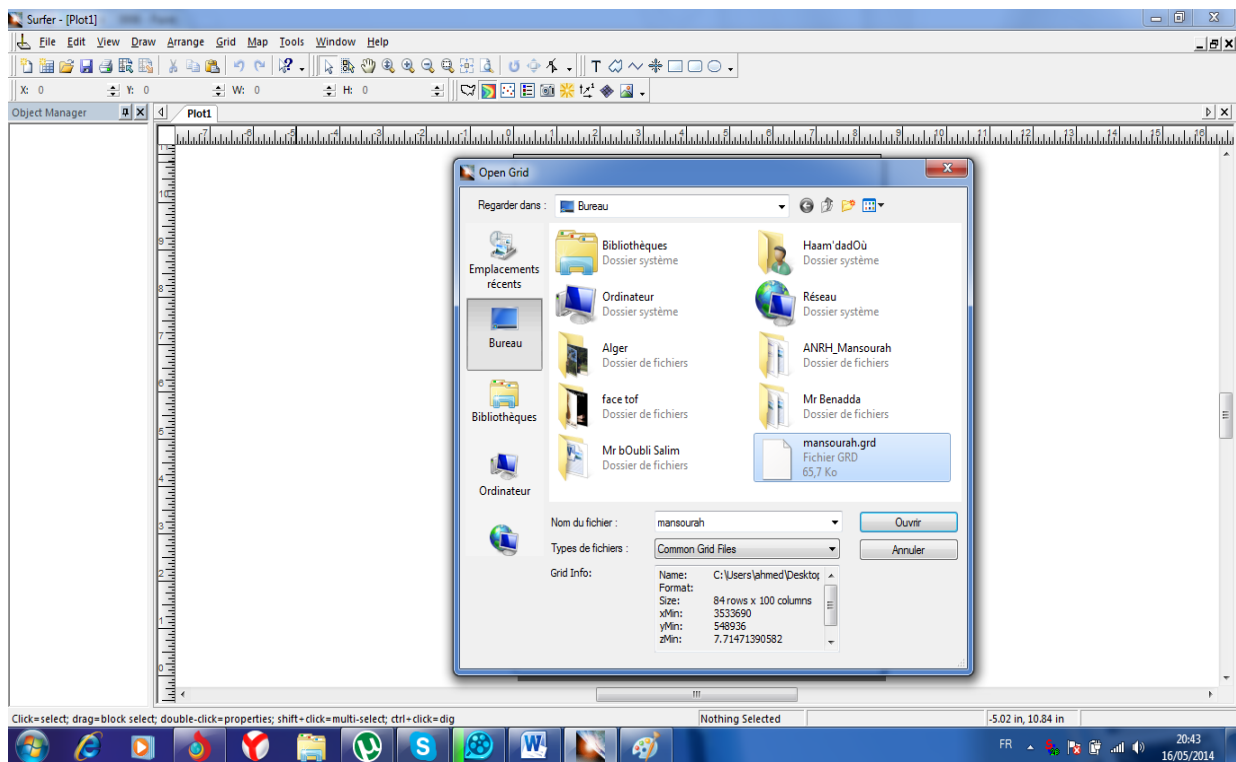 Surfer - [Plot1]
File Edit View Draw Arrange Grid Map Tools Window Help
X: 0 Y: 0 W: 0 H: 0
Object Manager
Plot1
Open Grid
Regarder dans : Bureau
Emplacements récents
Bureau
Bibliothèques
Ordinateur
Bibliothèques
Dossier système
Haam'dadOù
Dossier système
Ordinateur
Dossier système
Réseau
Dossier système
Alger
Dossier de fichiers
ANRH_Mansourah
Dossier de fichiers
face tof
Dossier de fichiers
Mr Benadda
Dossier de fichiers
Mr bOubli Salim
Dossier de fichiers
mansourah.grd
Fichier GRD
65,7 Ko
Nom du fichier : mansourah Ouvrir
Types de fichiers : Common Grid Files Annuler
Grid Info:
Name: C:\Users\ahmed\Desktop
Format:
Size: 84 rows x 100 columns
xMin: 3533690
yMin: 548936
zMin: 7.71471390582
Click=select; drag=block select; double-click=properties; shift+click=multi-select; ctrl+click=dig
Nothing Selected
-5.02 in, 10.84 in
FR
20:43
16/05/2014